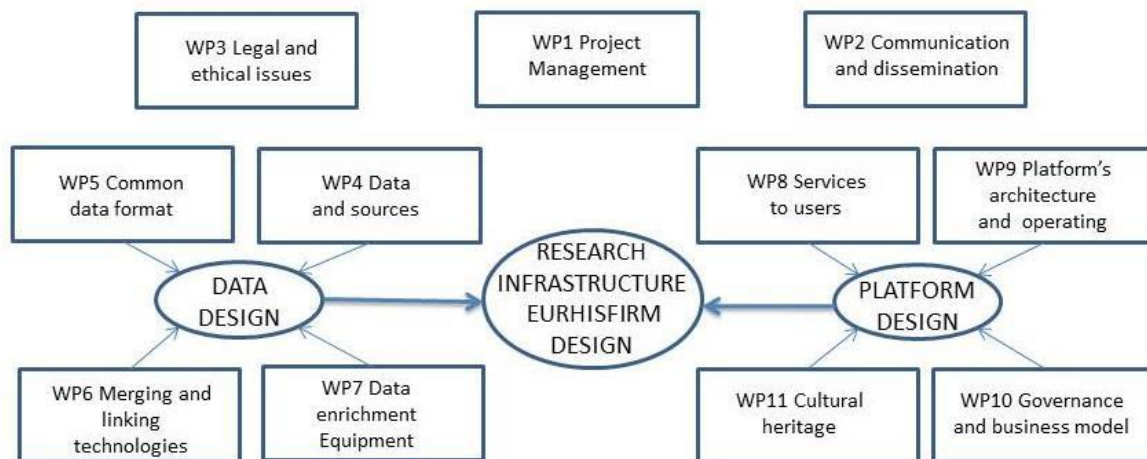 WP3 Legal and
ethical issues
WP1 Project
Management
WP2 Communication
and dissemination
WP5 Common
data format
WP4 Data
and sources
WP8 Services
to users
WP9 Platform's
architecture
and operating
DATA
DESIGN
RESEARCH
INFRASTRUCTURE
EURHISFIRM
DESIGN
PLATFORM
DESIGN
WP6 Merging and
linking
technologies
WP7 Data
enrichment
Equipment
WP11 Cultural
heritage
WP10 Governance
and business model